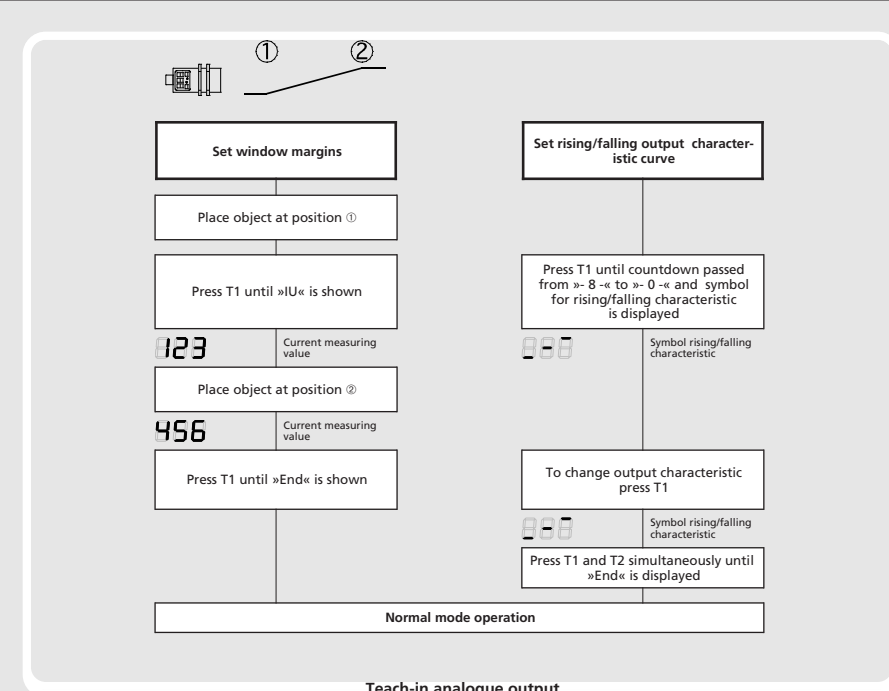 ① ②
Set window margins
Place object at position ①
Press T1 until »IU« is shown
123
Current measuring
value
Place object at position ②
456
Current measuring
value
Press T1 until »End« is shown
Set rising/falling output character-
istic curve
Press T1 until countdown passed
from »- 8 -« to »- 0 -« and symbol
for rising/falling characteristic
is displayed
Symbol rising/falling
characteristic
To change output characteristic
press T1
Symbol rising/falling
characteristic
Press T1 and T2 simultaneously until
»End« is displayed
Normal mode operation
Teach-in analogue output